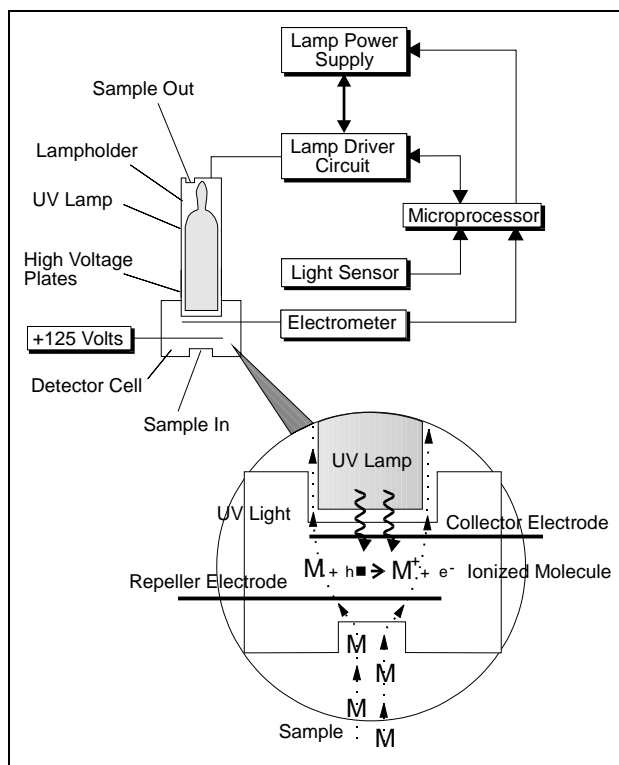 Lamp Power
Supply
Sample Out
Lampholder
Lamp Driver
Circuit
UV Lamp
Microprocessor
High Voltage
Plates
Light Sensor
Electrometer
+125 Volts
Detector Cell
Sample In
UV Lamp
UV Light
Collector Electrode
M + h■ > M+ + e- Ionized Molecule
Repeller Electrode
M
M
M
Sample
M